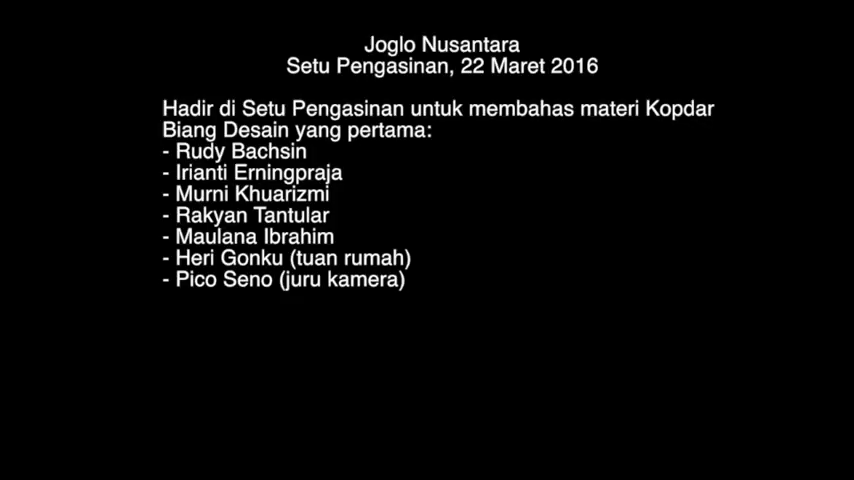 Joglo Nusantara
Setu Pengasinan, 22 Maret 2016
Hadir di Setu Pengasinan untuk membahas materi Kopdar
Biang Desain yang pertama:
- Rudy Bachsin
- Irianti Erningpraja
- Murni Khuarizmi
- Rakyan Tantular
- Maulana Ibrahim
- Heri Gonku (tuan rumah)
- Pico Seno (juru kamera)